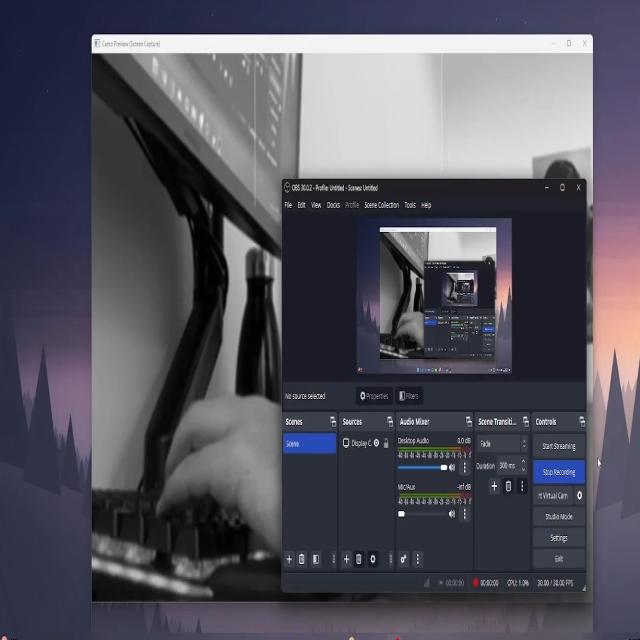 Camo Preview (Screen Capture)
OBS 30.0.2 - Profile: Untitled - Scenes: Untitled
File Edit View Docks Profile Scene Collection Tools Help
No source selected
Properties
Filters
Scenes
Scene
Sources
Display C
Audio Mixer
Desktop Audio 0.0 dB
Mic/Aux -inf dB
Scene Transiti...
Fade
Duration 300 ms
Controls
Start Streaming
Stop Recording
rt Virtual Cam
Studio Mode
Settings
Exit
00:00:00
00:00:00
CPU: 1.0%
30.00 / 30.00 FPS